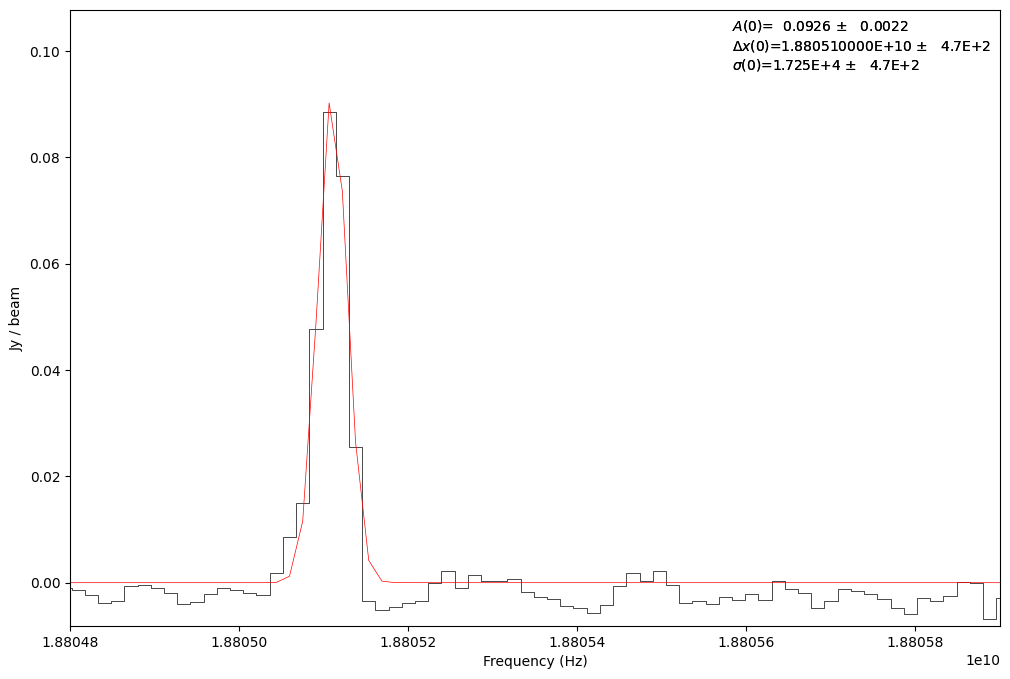 A(0)= 0.0926 ± 0.0022
Δx(0)=1.880510000E+10 ± 4.7E+2
σ(0)=1.725E+4 ± 4.7E+2
0.10
0.08
0.06
0.04
0.02
0.00
Jy / beam
1.88048
1.88050
1.88052
1.88054
1.88056
1.88058
1e10
Frequency (Hz)